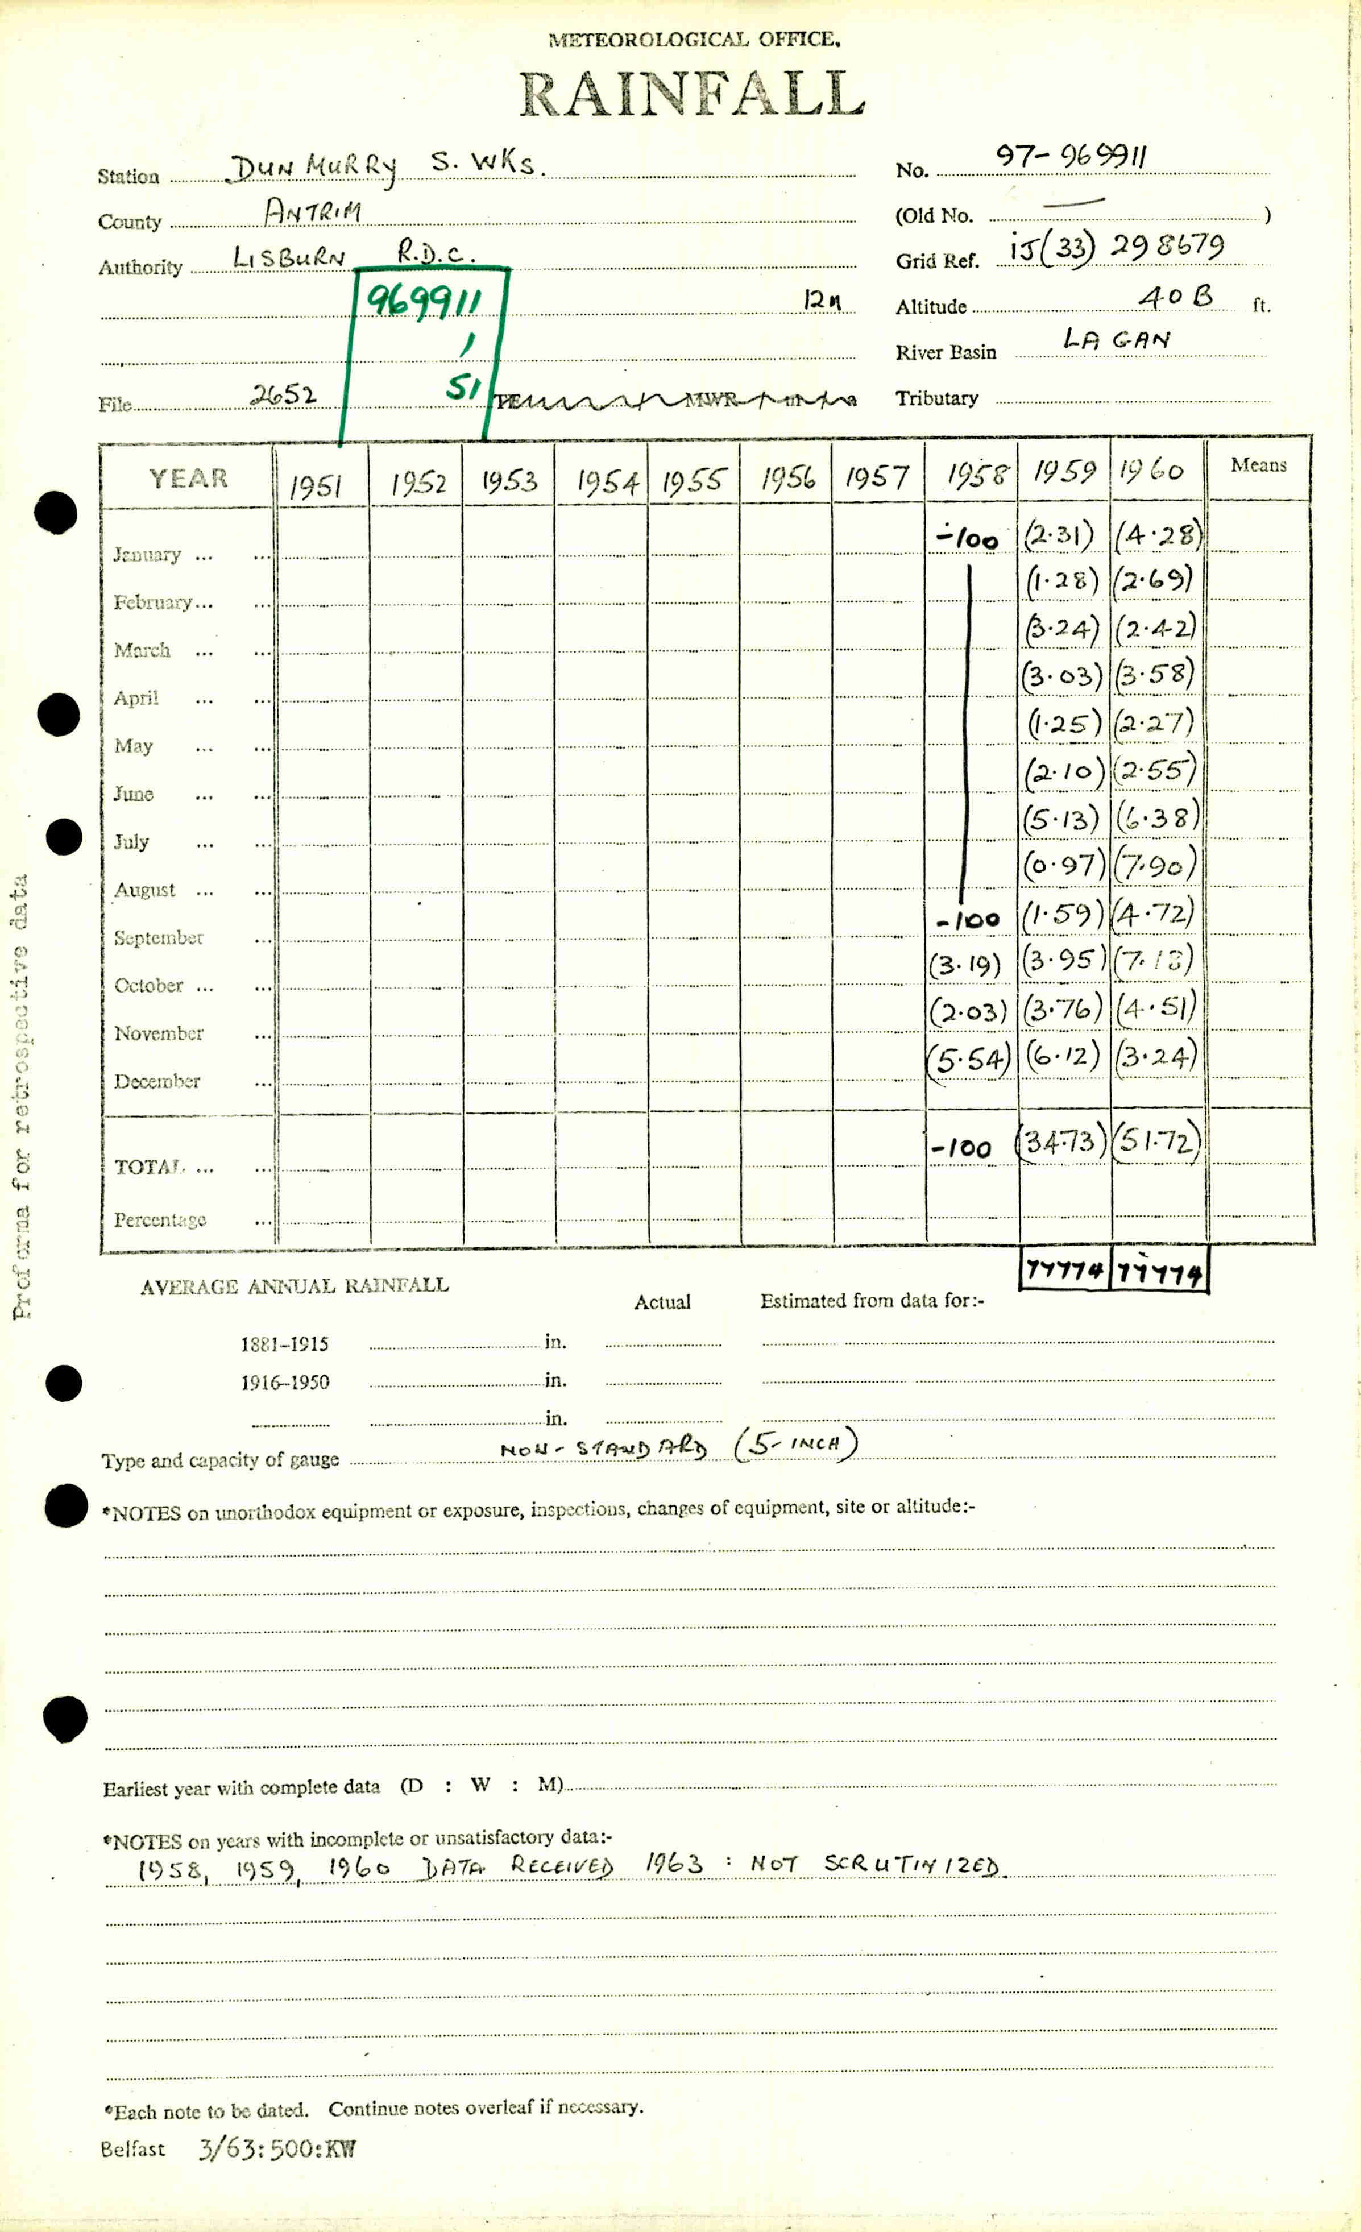 METEOROLOGICAL OFFICE.
RAINFALL
Station DUNMURRY S. WKS.
No. 97-969911
County ANTRIM
(Old No. — )
Authority LISBURN R.D.C.
Grid Ref. iJ(33) 298679
969911
12M
Altitude 40B ft.
1
River Basin LAGAN
File 2652
51
Tributary
YEAR 1951 1952 1953 1954 1955 1956 1957 1958 1959 1960 Means
January ... ... -100 (2.31) (4.28)
February... ... (1.28) (2.69)
March ... ... (3.24) (2.42)
April ... ... (3.03) (3.58)
May ... ... (1.25) (2.27)
June ... ... (2.10) (2.55)
July ... ... (5.13) (6.38)
August ... ... (0.97) (7.90)
September ... -100 (1.59) (4.72)
October ... ... (3.19) (3.95) (7.18)
November ... (2.03) (3.76) (4.51)
December ... (5.54) (6.12) (3.24)
TOTAL ... ... -100 (34.73) (51.72)
Percentage ...
77774 77774
Proforma for retrospective data
AVERAGE ANNUAL RAINFALL
Actual Estimated from data for:-
1881-1915 in.
1916-1950 in.
in.
Type and capacity of gauge NON-STANDARD (5-INCH)
*NOTES on unorthodox equipment or exposure, inspections, changes of equipment, site or altitude:-
Earliest year with complete data (D : W : M)
*NOTES on years with incomplete or unsatisfactory data:-
1958, 1959, 1960 DATA RECEIVED 1963 : NOT SCRUTINIZED.
*Each note to be dated. Continue notes overleaf if necessary.
Belfast 3/63:500:KW